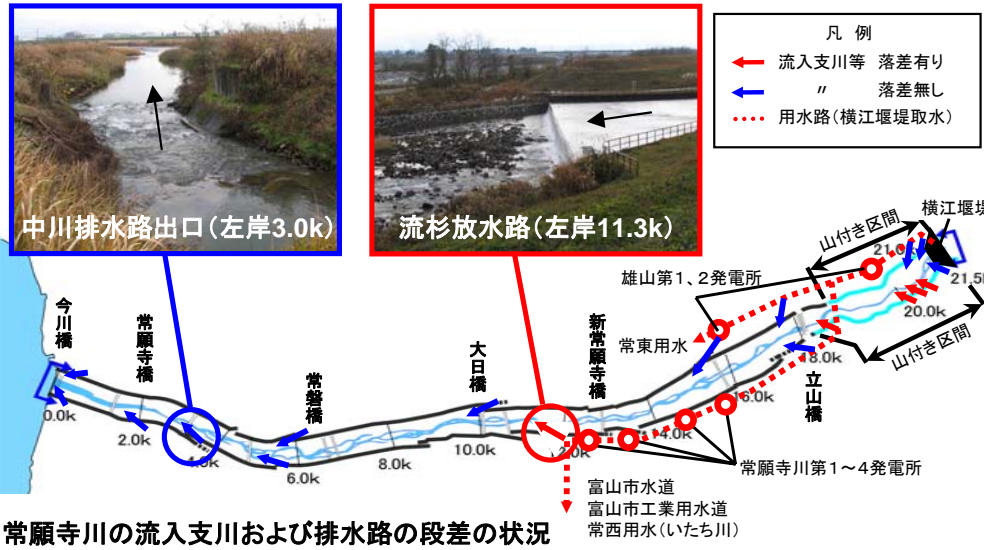 中川排水路出口(左岸3.0k)
流杉放水路(左岸11.3k)
凡 例
流入支川等 落差有り
〃 落差無し
用水路(横江堰堤取水)
山付き区間
横江堰堤
21.0k
21.5k
雄山第1、2発電所
20.0k
山付き区間
常東用水
18.0k
立山橋
今川橋
常願寺橋
常磐橋
大日橋
新常願寺橋
16.0k
0.0k
2.0k
4.0k
6.0k
8.0k
10.0k
14.0k
常願寺川第1~4発電所
富山市水道
富山市工業用水道
常西用水(いたち川)
常願寺川の流入支川および排水路の段差の状況